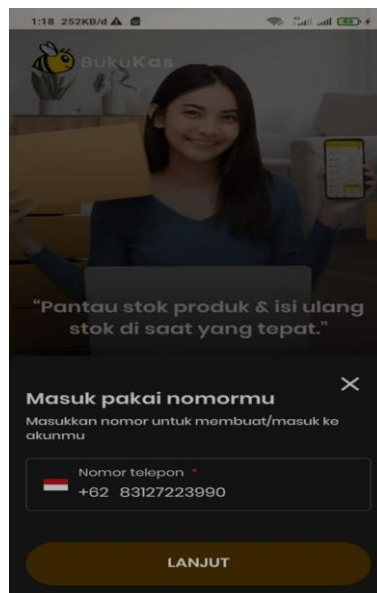 1:18 252KB/d
BukuKas
“Pantau stok produk & isi ulang
stok di saat yang tepat.”
Masuk pakai nomormu
Masukkan nomor untuk membuat/masuk ke
akunmu
Nomor telepon *
+62 83127223990
LANJUT